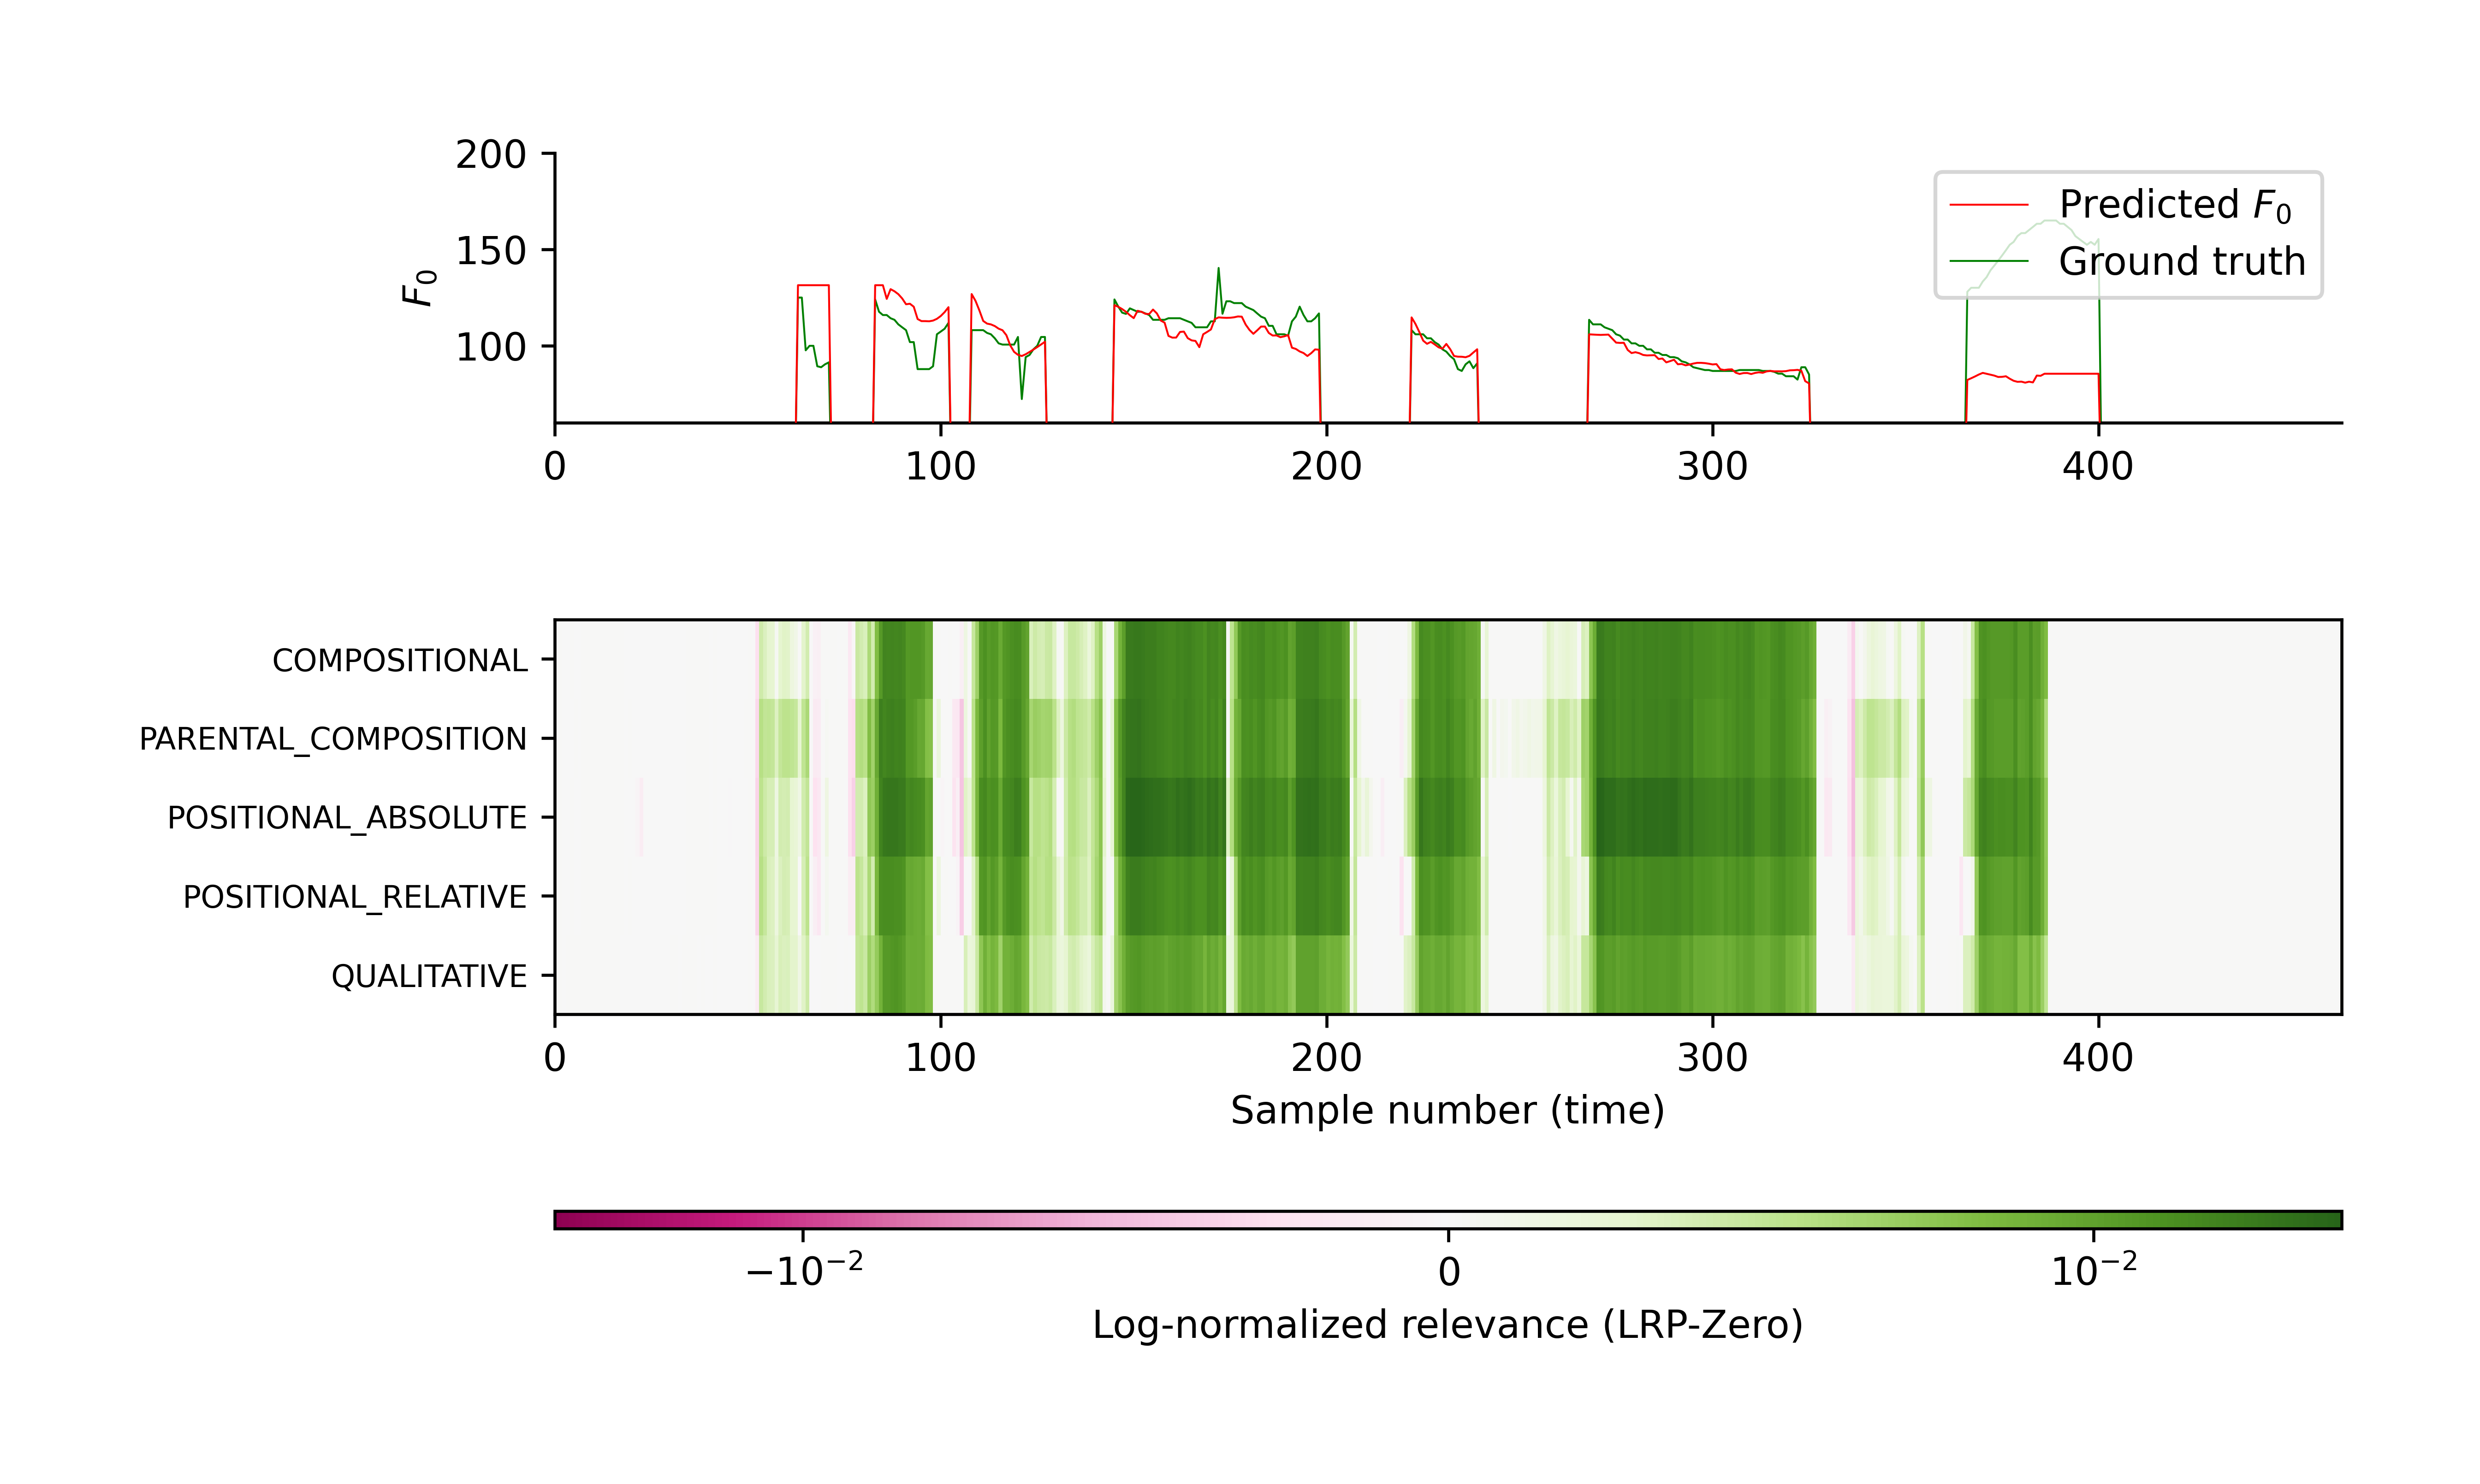 200
150
100
F₀
Predicted F₀
Ground truth
0 100 200 300 400
COMPOSITIONAL
PARENTAL_COMPOSITION
POSITIONAL_ABSOLUTE
POSITIONAL_RELATIVE
QUALITATIVE
0 100 200 300 400
Sample number (time)
−10⁻² 0 10⁻²
Log-normalized relevance (LRP-Zero)